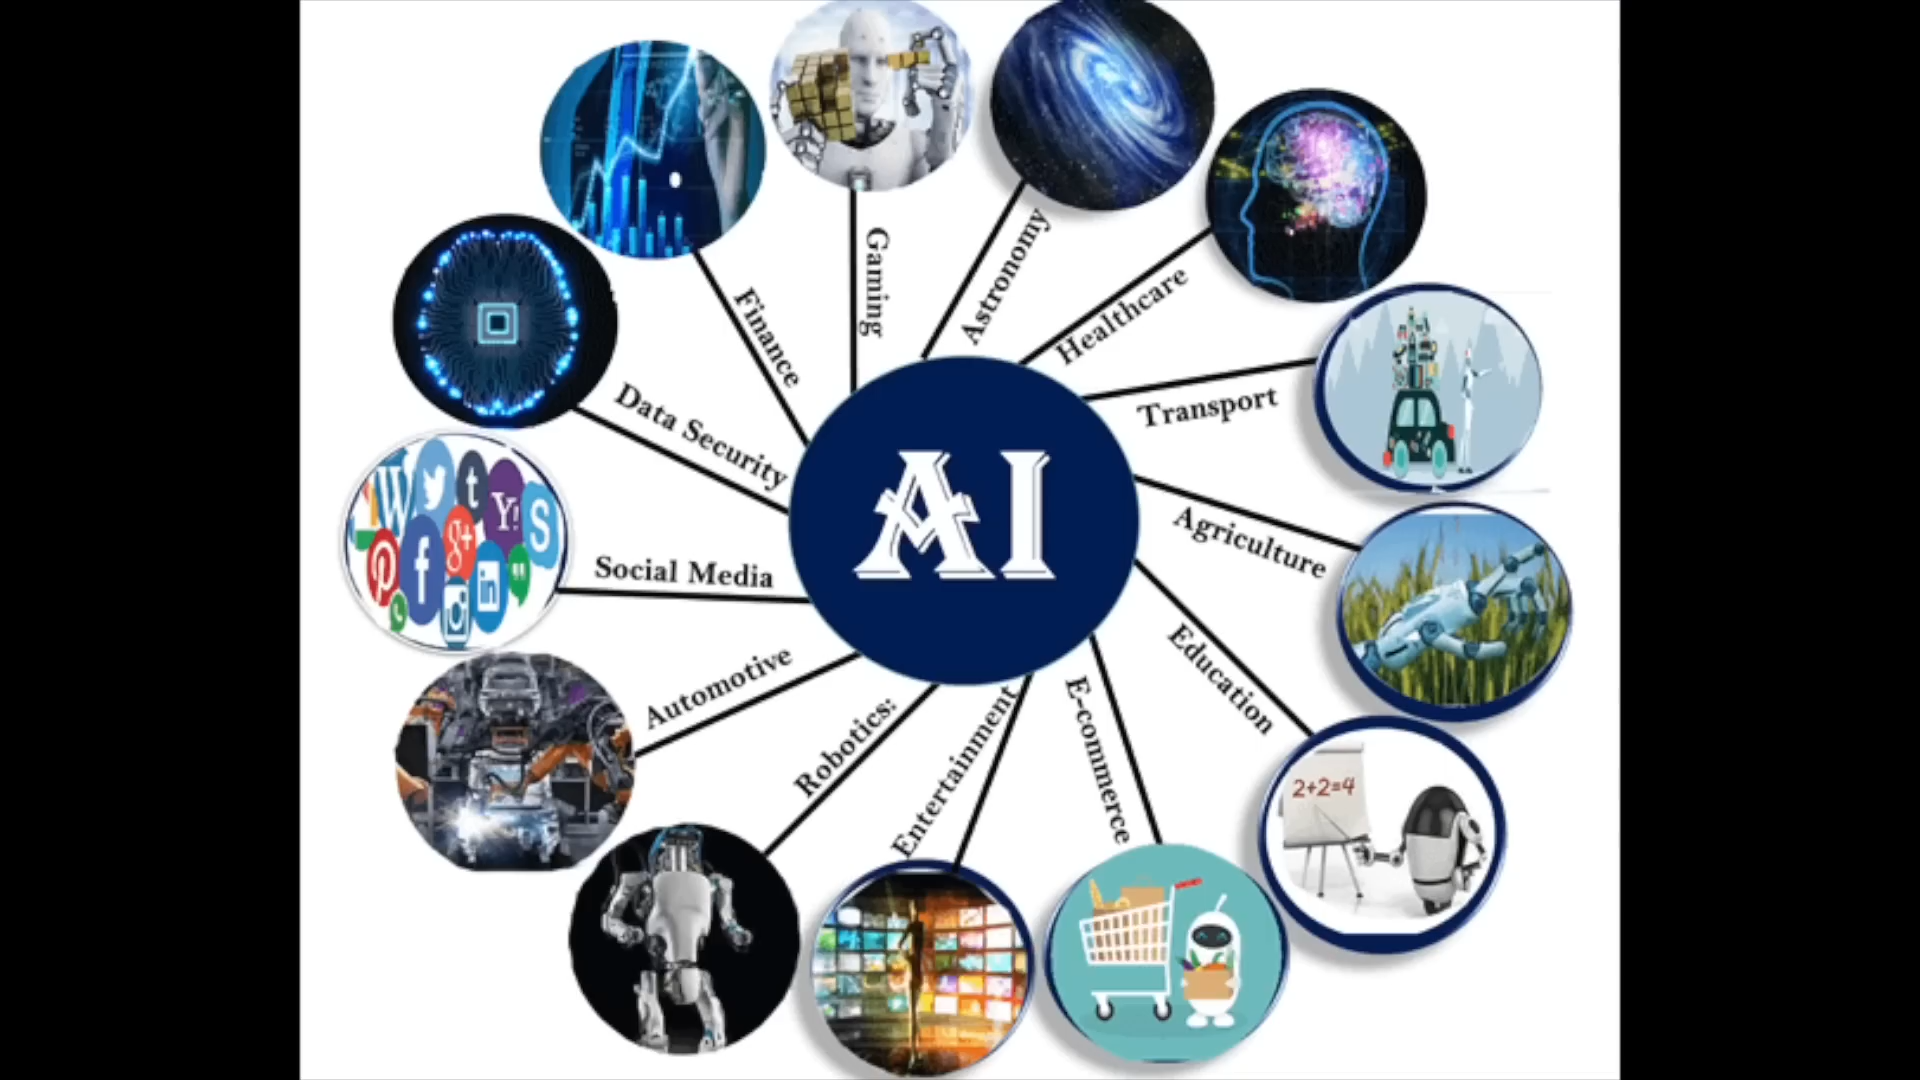 Gaming
Astronomy
Finance
Healthcare
Transport
Data Security
AI
Agriculture
Social Media
Education
Automotive
Robotics:
Entertainment
E-commerce
2+2=4
W
t
Y!
S
g+
f
in